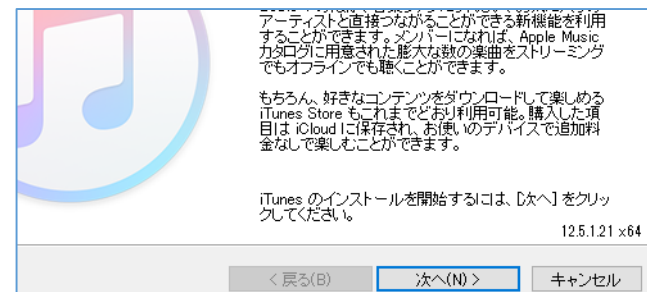 アーティストと直接つながることができる新機能を利用
することができます。メンバーになれば、Apple Music
カタログに用意された膨大な数の楽曲をストリーミング
でもオフラインでも聴くことができます。
もちろん、好きなコンテンツをダウンロードして楽しめる
iTunes Store もこれまでどおり利用可能。購入した項
目は iCloud に保存され、お使いのデバイスで追加料
金なしで楽しむことができます。
iTunes のインストールを開始するには、[次へ] をクリッ
クしてください。
12.5.1.21 x64
< 戻る(B)
次へ(N) >
キャンセル